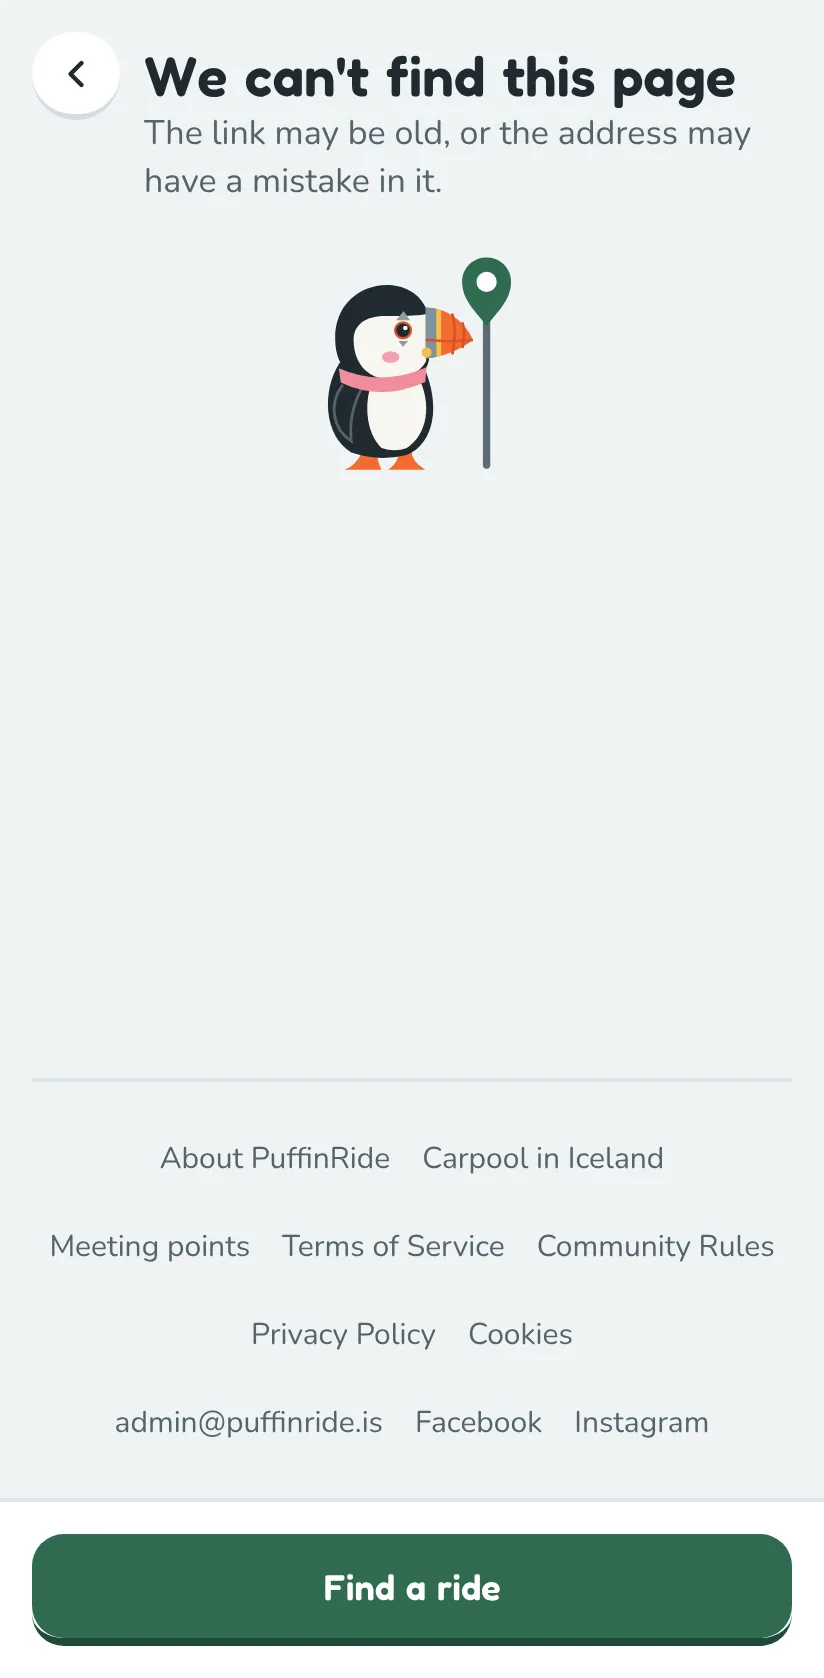 We can't find this page
The link may be old, or the address may
have a mistake in it.
About PuffinRide Carpool in Iceland
Meeting points Terms of Service Community Rules
Privacy Policy Cookies
admin@puffinride.is Facebook Instagram
Find a ride